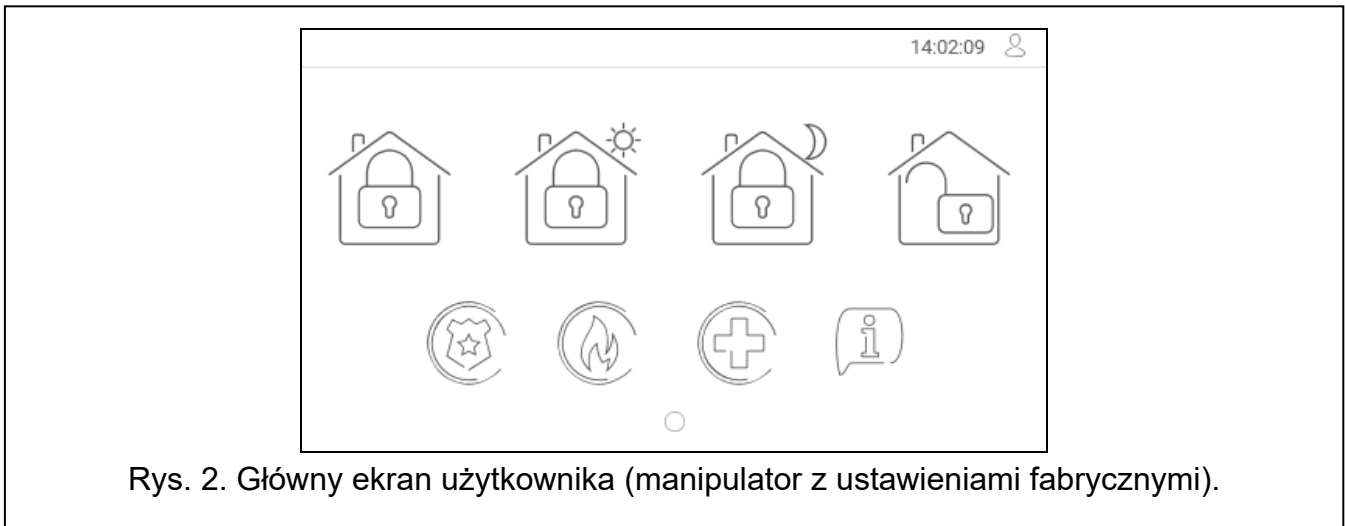 14:02:09
Rys. 2. Główny ekran użytkownika (manipulator z ustawieniami fabrycznymi).